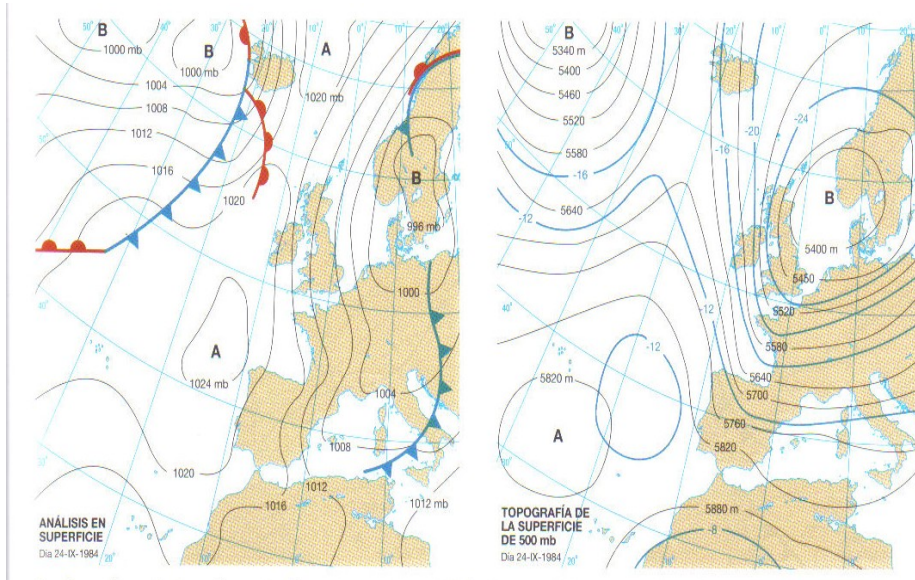 B
1000 mb
B
1000 mb
A
1020 mb
1004
1008
1012
1016
1020
B
996 mb
1000
A
1024 mb
1004
1008
1020
1012
1016
1012 mb
ANÁLISIS EN
SUPERFICIE
Dia 24-IX-1984
B
5340 m
5400
5460
5520
5580
-16
5640
-12
-20
-16
-24
B
5400 m
5450
5520
-12
5580
-12
5640
5700
5820 m
5760
5820
A
5880 m
-8
TOPOGRAFÍA DE
LA SUPERFICIE
DE 500 mb
Dia 24-IX-1984